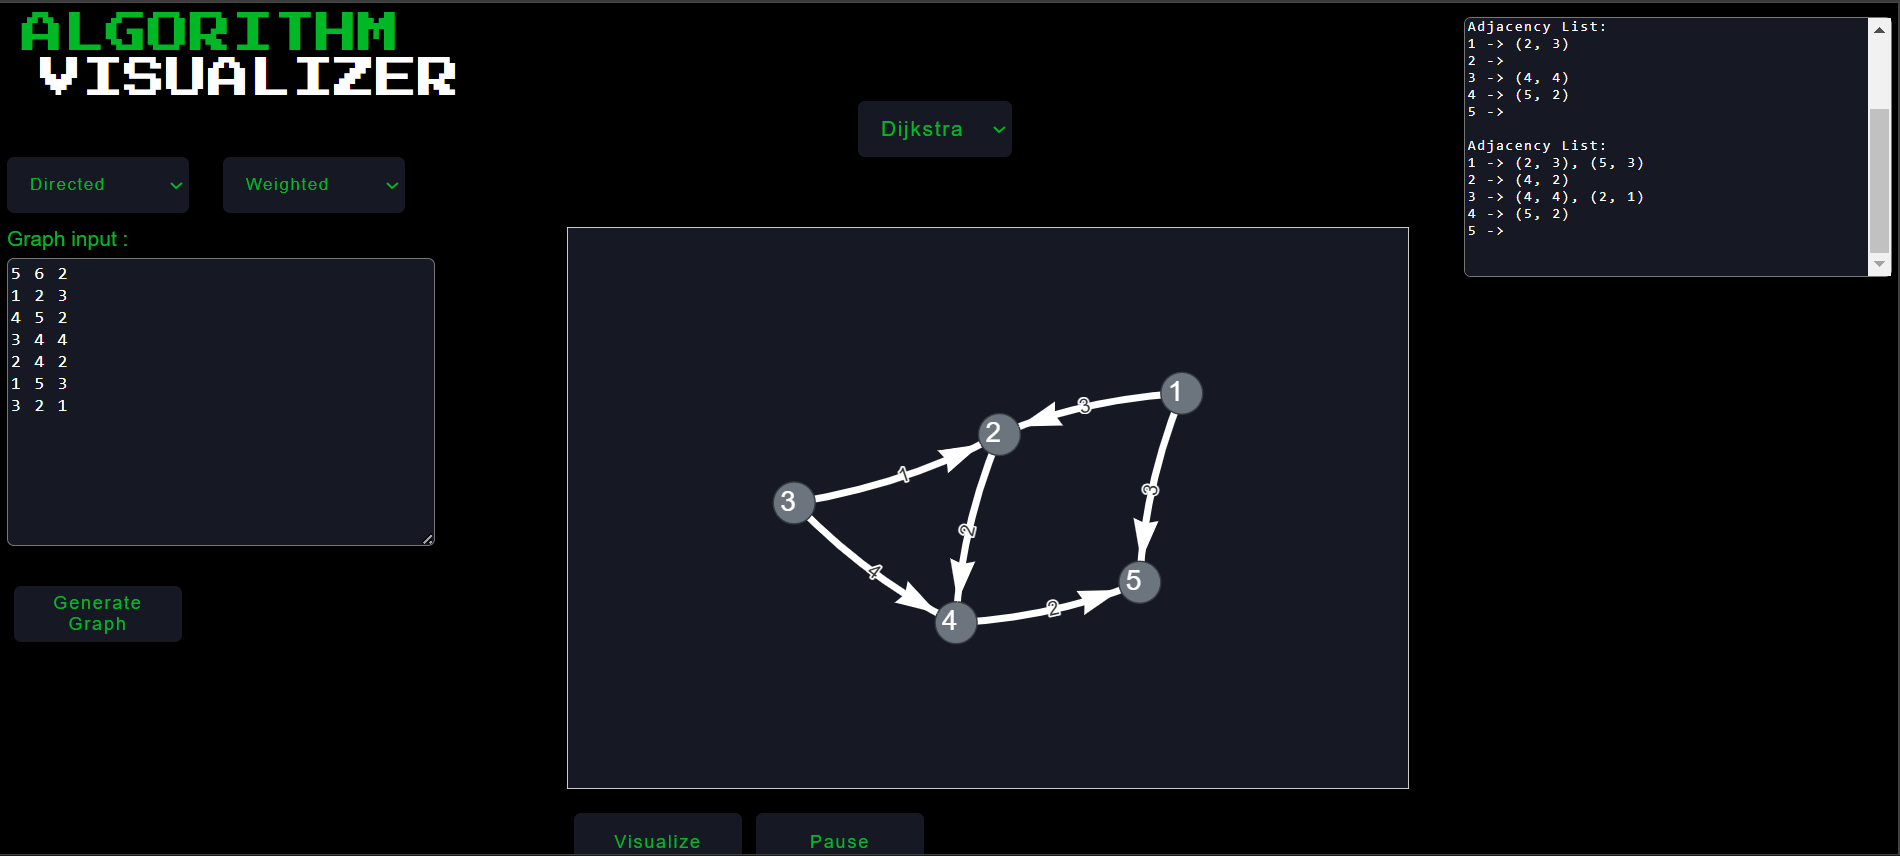 ALGORITHM
VISUALIZER
Dijkstra
Directed
Weighted
Graph input :
5 6 2
1 2 3
4 5 2
3 4 4
2 4 2
1 5 3
3 2 1
Generate
Graph
1
3
2
1
3
3
2
5
4
2
4
Visualize
Pause
Adjacency List:
1 -> (2, 3)
2 ->
3 -> (4, 4)
4 -> (5, 2)
5 ->
Adjacency List:
1 -> (2, 3), (5, 3)
2 -> (4, 2)
3 -> (4, 4), (2, 1)
4 -> (5, 2)
5 ->